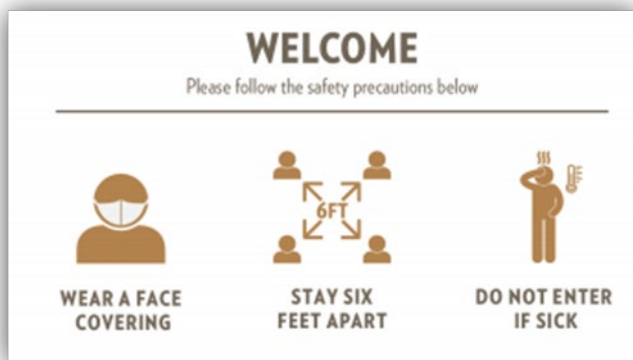 WELCOME
Please follow the safety precautions below
6FT
WEAR A FACE
COVERING
STAY SIX
FEET APART
DO NOT ENTER
IF SICK